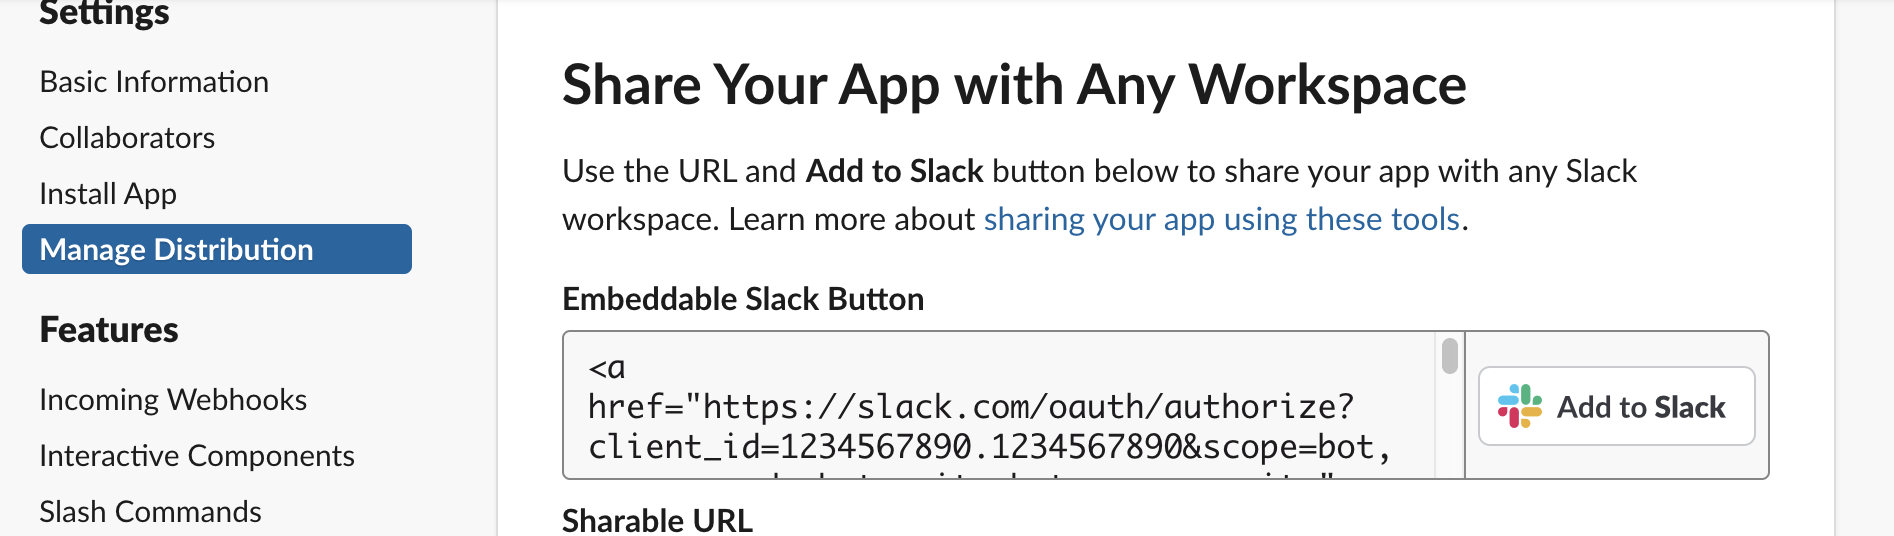 Settings
Basic Information
Collaborators
Install App
Manage Distribution
Features
Incoming Webhooks
Interactive Components
Slash Commands
Share Your App with Any Workspace
Use the URL and Add to Slack button below to share your app with any Slack
workspace. Learn more about sharing your app using these tools.
Embeddable Slack Button
<a
href="https://slack.com/oauth/authorize?
client_id=1234567890.1234567890&scope=bot,
Add to Slack
Sharable URL